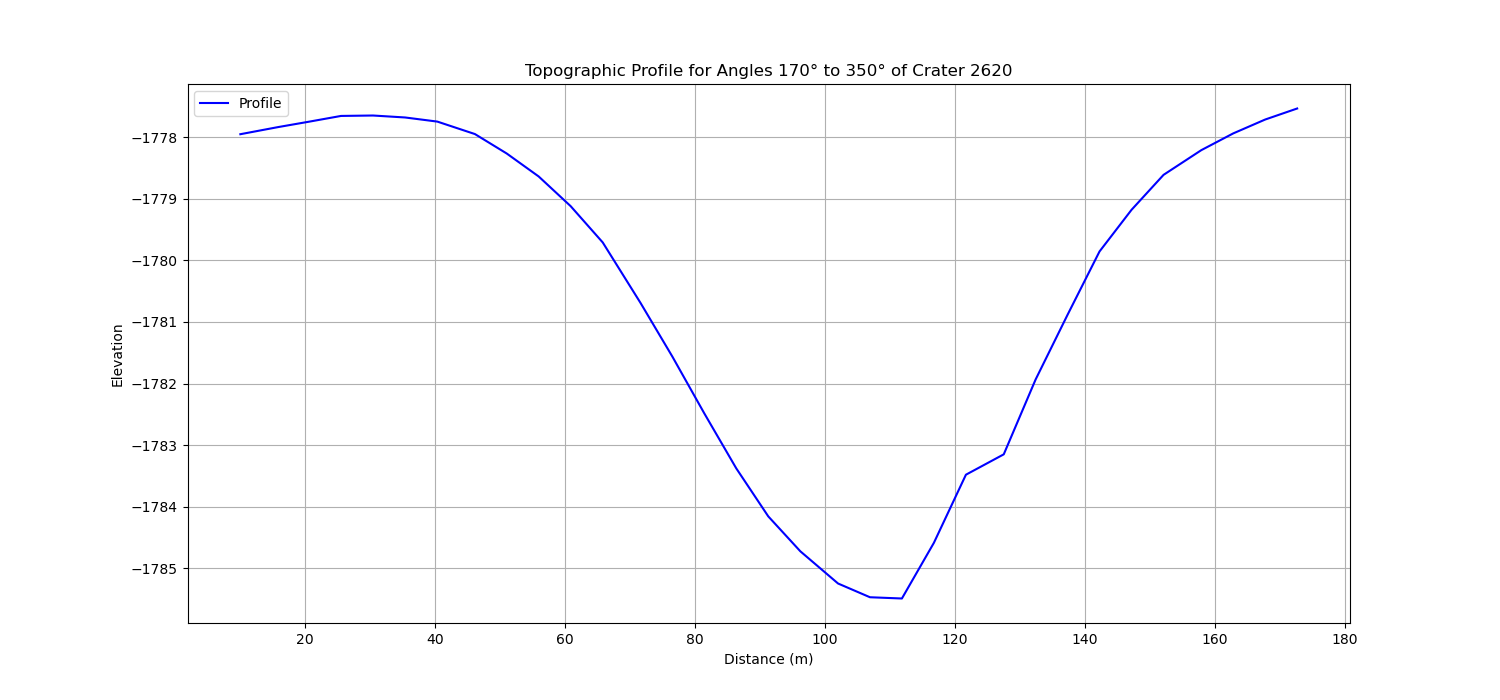 Topographic Profile for Angles 170° to 350° of Crater 2620
Profile
−1778
−1779
−1780
−1781
−1782
−1783
−1784
−1785
Elevation
20 40 60 80 100 120 140 160 180
Distance (m)